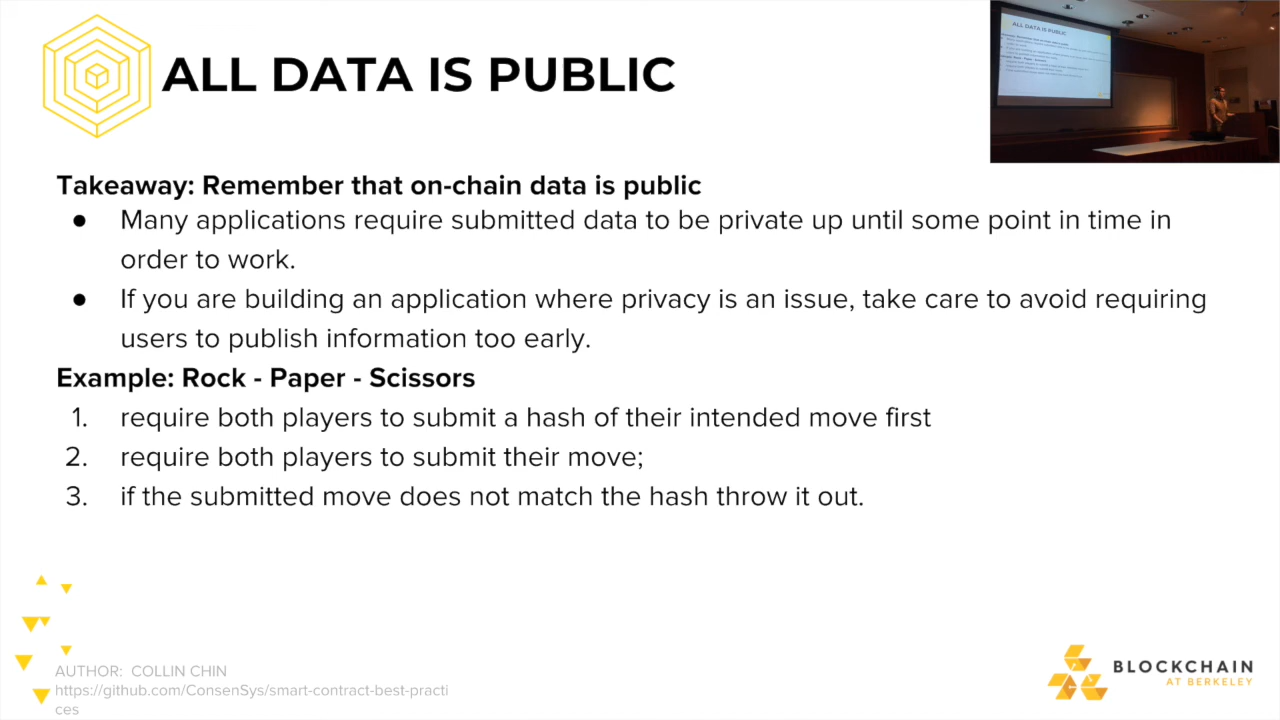 ALL DATA IS PUBLIC
Takeaway: Remember that on-chain data is public
● Many applications require submitted data to be private up until some point in time in
order to work.
● If you are building an application where privacy is an issue, take care to avoid requiring
users to publish information too early.
Example: Rock - Paper - Scissors
1. require both players to submit a hash of their intended move first
2. require both players to submit their move;
3. if the submitted move does not match the hash throw it out.
AUTHOR: COLLIN CHIN
https://github.com/ConsenSys/smart-contract-best-practi
ces
BLOCKCHAIN
AT BERKELEY
ALL DATA IS PUBLIC